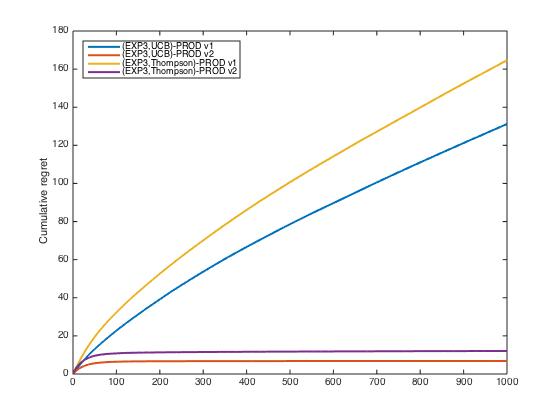 180
160
140
120
100
80
60
40
20
0
Cumulative regret
(EXP3,UCB)-PROD v1
(EXP3,UCB)-PROD v2
(EXP3,Thompson)-PROD v1
(EXP3,Thompson)-PROD v2
0 100 200 300 400 500 600 700 800 900 1000